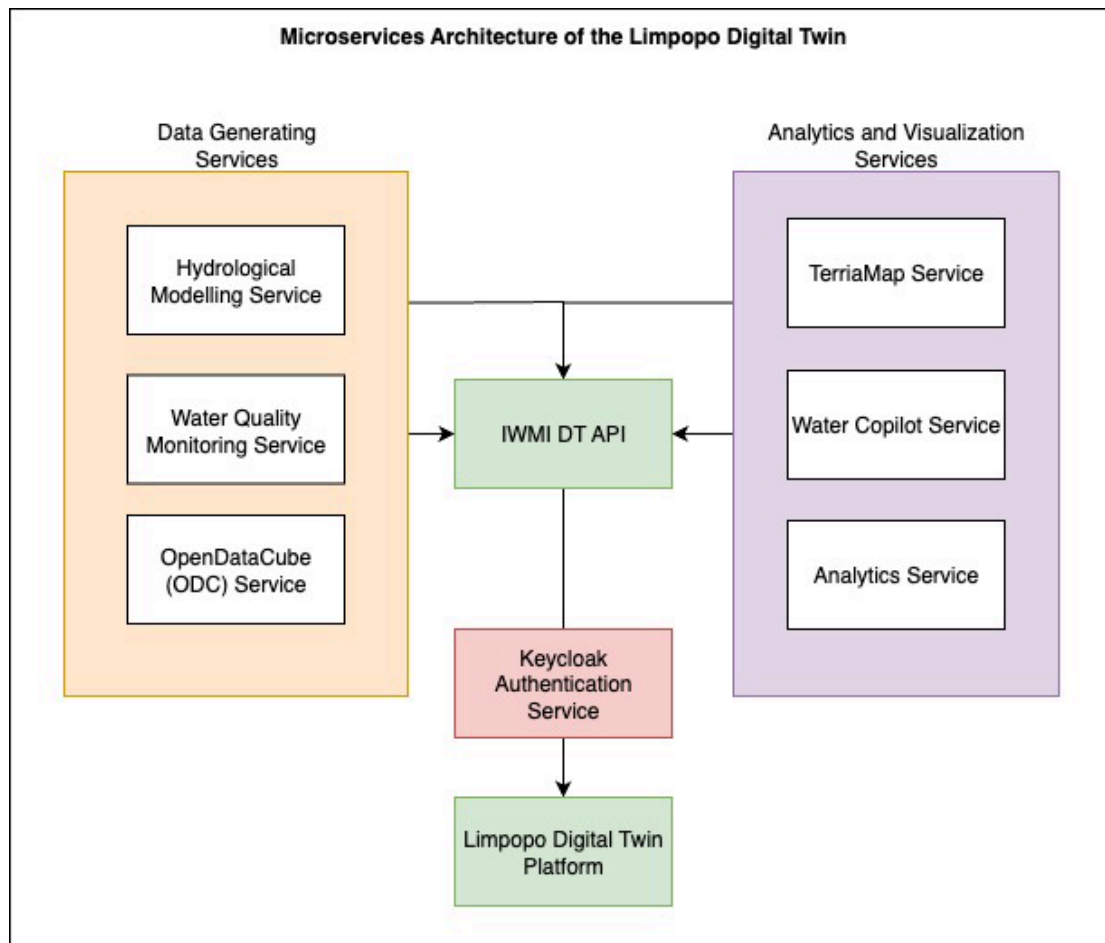 Microservices Architecture of the Limpopo Digital Twin
Data Generating
Services
Hydrological
Modelling Service
Water Quality
Monitoring Service
OpenDataCube
(ODC) Service
Analytics and Visualization
Services
TerriaMap Service
Water Copilot Service
Analytics Service
IWMI DT API
Keycloak
Authentication
Service
Limpopo Digital Twin
Platform